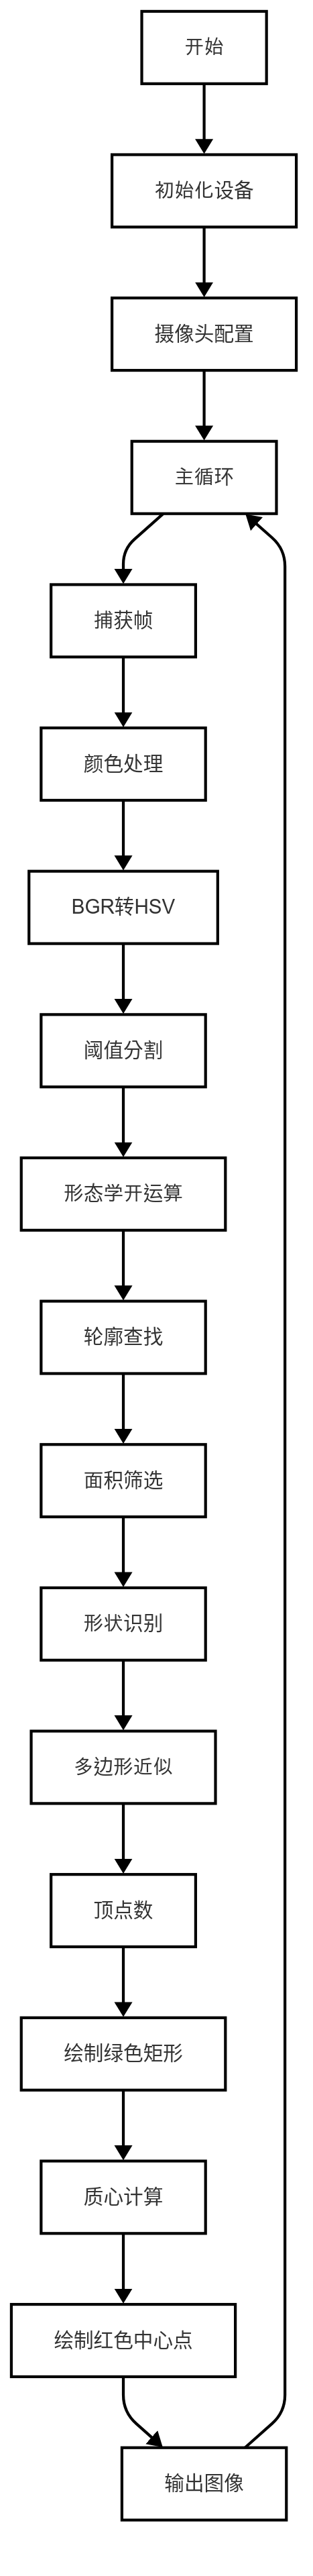 开始
初始化设备
摄像头配置
主循环
捕获帧
颜色处理
BGR转HSV
阈值分割
形态学开运算
轮廓查找
面积筛选
形状识别
多边形近似
顶点数
绘制绿色矩形
质心计算
绘制红色中心点
输出图像